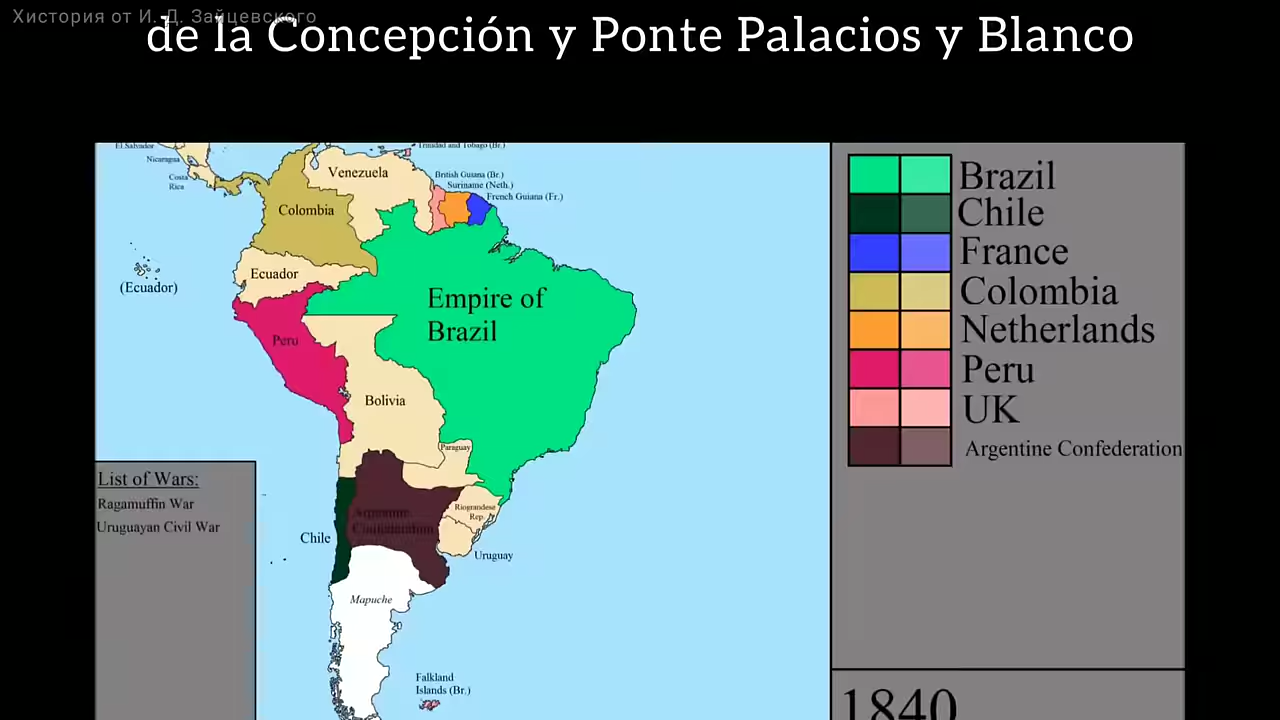 Хистория от И. Д. Зайцевского
de la Concepción y Ponte Palacios y Blanco
El Salvador
Nicaragua
Costa
Rica
Trinidad and Tobago (Br.)
Venezuela
British Guiana (Br.)
Suriname (Neth.)
French Guiana (Fr.)
Colombia
Ecuador
(Ecuador)
Empire of
Brazil
Peru
Bolivia
Paraguay
Riograndese
Rep.
Argentine
Confederation
Chile
Uruguay
Mapuche
Falkland
Islands (Br.)
List of Wars:
Ragamuffin War
Uruguayan Civil War
Brazil
Chile
France
Colombia
Netherlands
Peru
UK
Argentine Confederation
1840